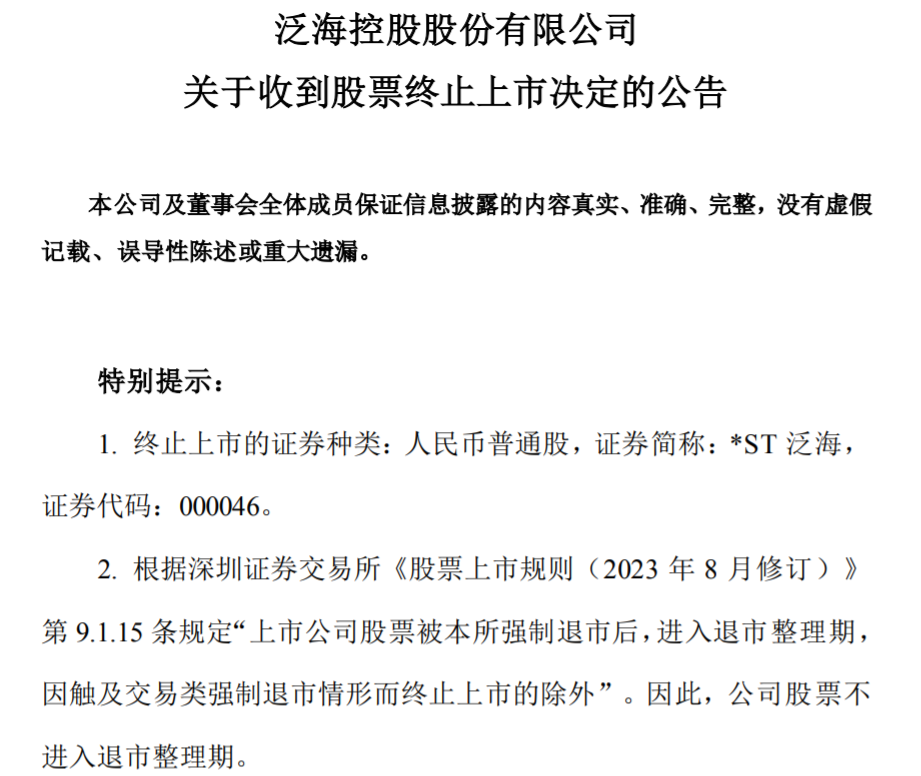 泛海控股股份有限公司
关于收到股票终止上市决定的公告
本公司及董事会全体成员保证信息披露的内容真实、准确、完整，没有虚假
记载、误导性陈述或重大遗漏。
特别提示：
1. 终止上市的证券种类：人民币普通股，证券简称：*ST 泛海，
证券代码：000046。
2. 根据深圳证券交易所《股票上市规则（2023 年 8 月修订）》
第 9.1.15 条规定“上市公司股票被本所强制退市后，进入退市整理期，
因触及交易类强制退市情形而终止上市的除外”。因此，公司股票不
进入退市整理期。